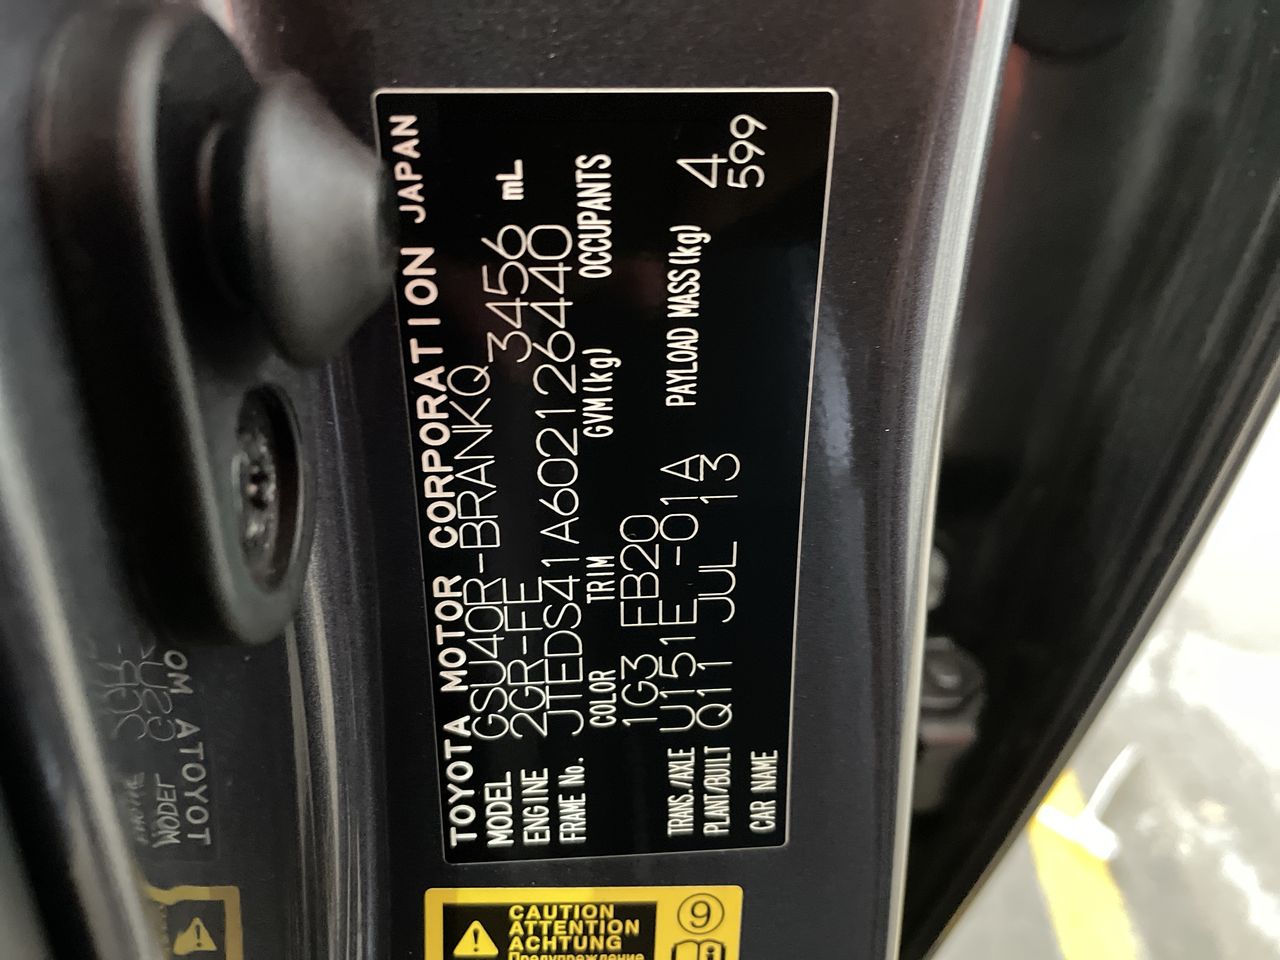 TOYOTA MOTOR CORPORATION JAPAN
MODEL GSU40R-BRANKQ
ENGINE 2GR-FE 3456 mL
FRAME No. JTEDS41A602126440
COLOR TRIM GVM(kg) OCCUPANTS
1G3 FB20 4
TRANS./AXLE U151E -01A PAYLOAD MASS(kg) 599
PLANT/BUILT Q11 JUL 13
CAR NAME
CAUTION
ATTENTION
ACHTUNG
Предупреждение
9